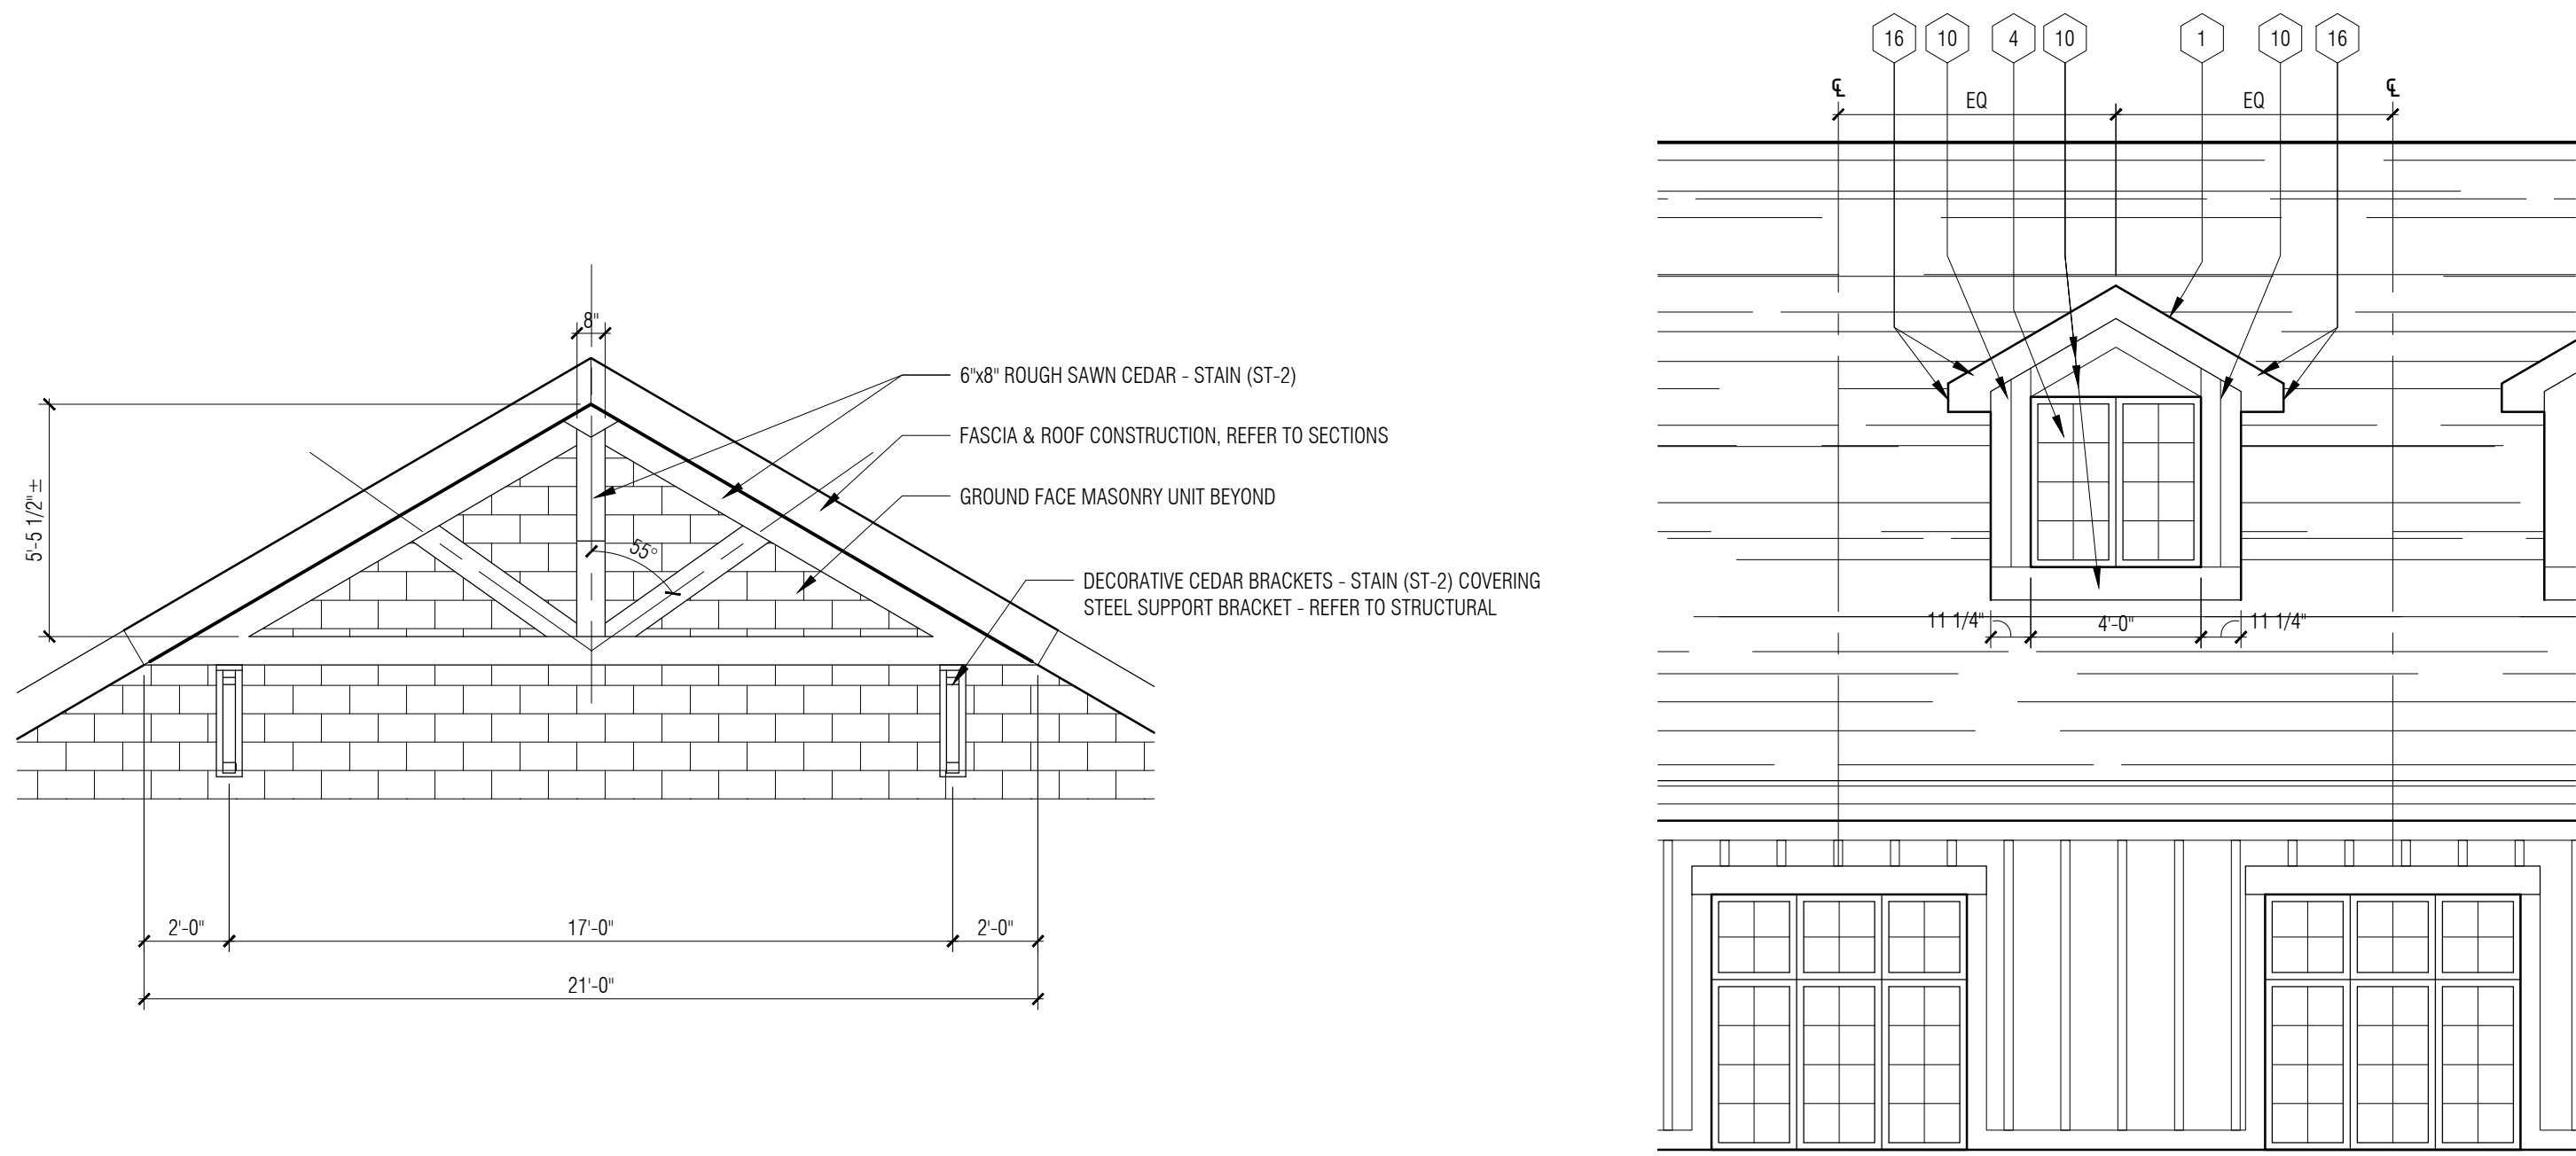 8"
6"x8" ROUGH SAWN CEDAR - STAIN (ST-2)
FASCIA & ROOF CONSTRUCTION, REFER TO SECTIONS
GROUND FACE MASONRY UNIT BEYOND
5'-5 1/2"±
55°
DECORATIVE CEDAR BRACKETS - STAIN (ST-2) COVERING
STEEL SUPPORT BRACKET - REFER TO STRUCTURAL
2'-0" 17'-0" 2'-0"
21'-0"
16 10 4 10 1 10 16
℄ EQ EQ ℄
11 1/4" 4'-0" 11 1/4"